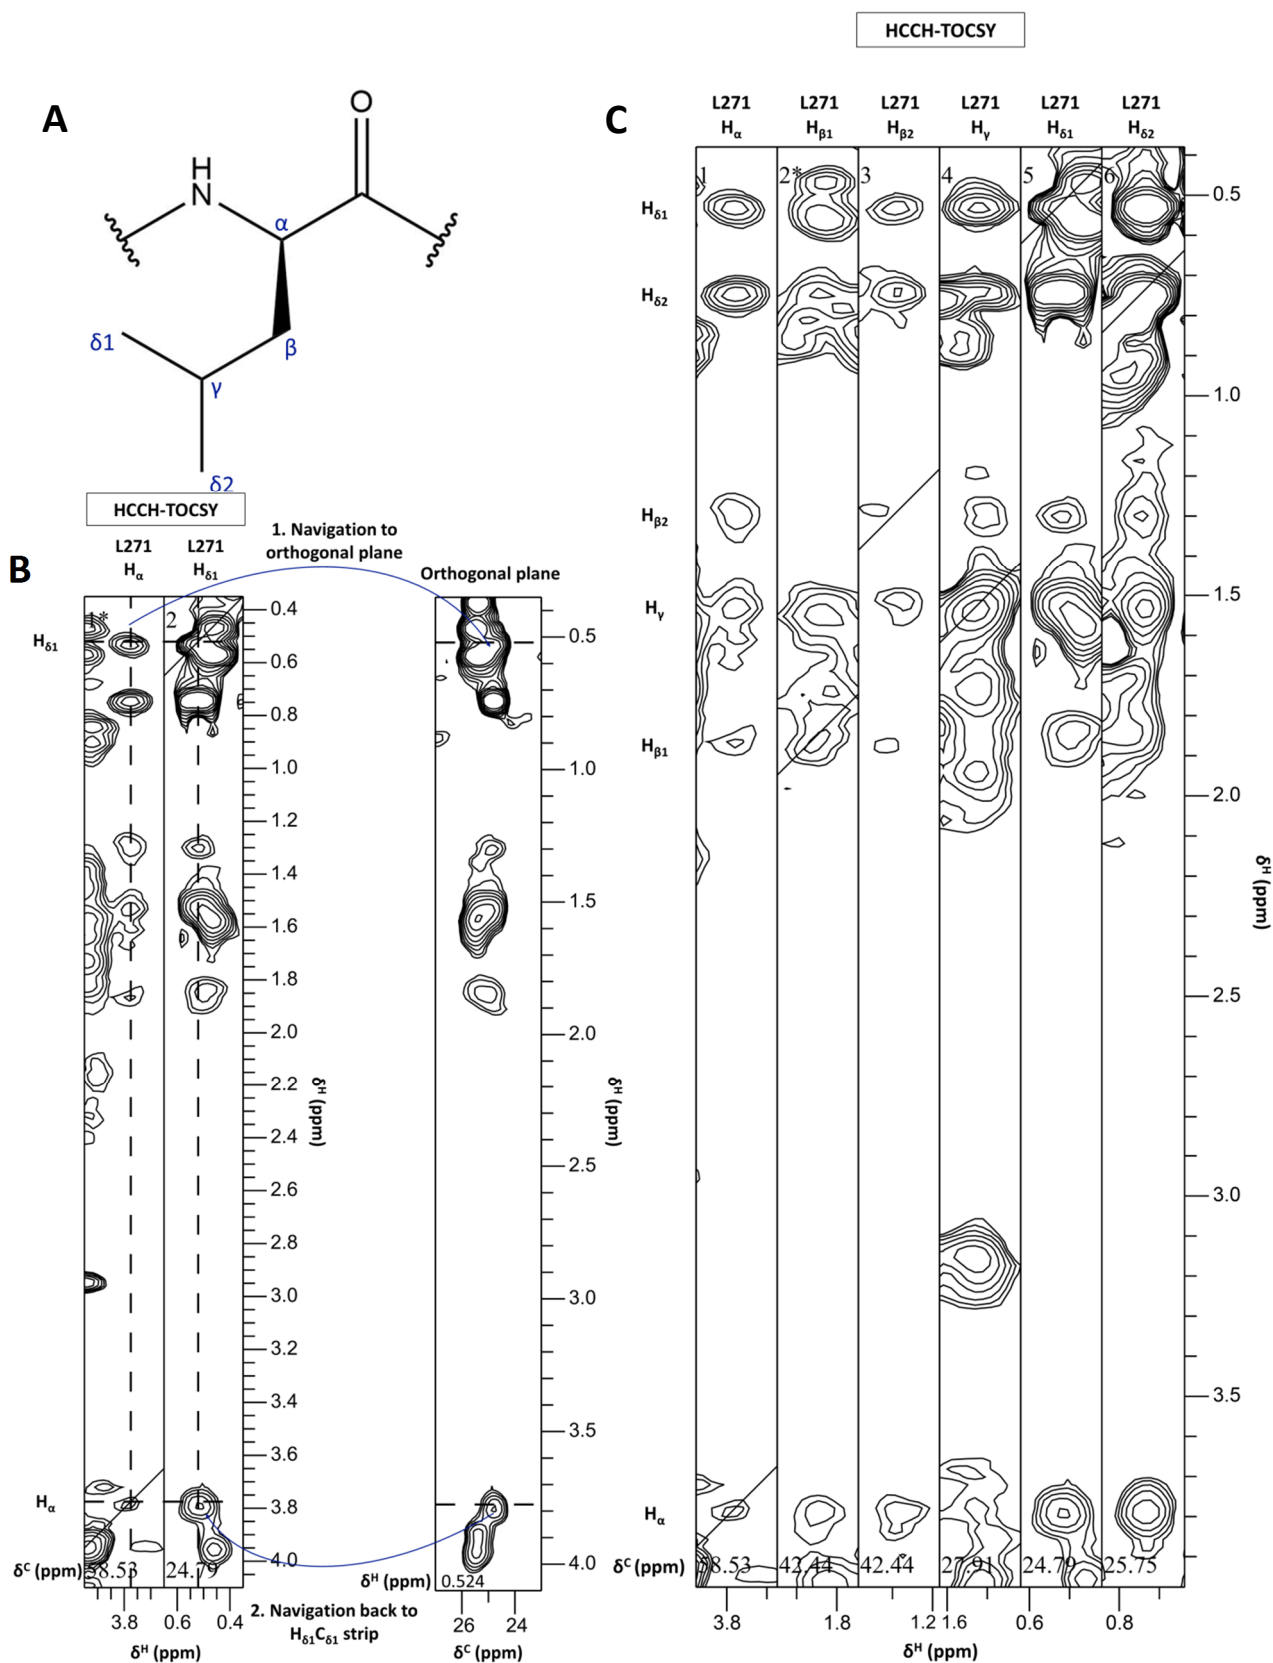 HCCH-TOCSY
A
O
H
N
α
β
γ
δ1
δ2
HCCH-TOCSY
B
L271
Hα
L271
Hδ1
1. Navigation to
orthogonal plane
Orthogonal plane
1*
2
Hδ1
Hα
0.4
0.6
0.8
1.0
1.2
1.4
1.6
1.8
2.0
2.2
2.4
2.6
2.8
3.0
3.2
3.4
3.6
3.8
4.0
δH (ppm)
0.5
1.0
1.5
2.0
2.5
3.0
3.5
4.0
δH (ppm)
δC (ppm) 58.53 24.79
δH (ppm) 0.524
3.8 0.6 0.4
δH (ppm)
2. Navigation back to
Hδ1Cδ1 strip
26 24
δC (ppm)
C
L271 L271 L271 L271 L271 L271
Hα Hβ1 Hβ2 Hγ Hδ1 Hδ2
1 2* 3 4 5 6
Hδ1
Hδ2
Hβ2
Hγ
Hβ1
Hα
0.5
1.0
1.5
2.0
2.5
3.0
3.5
δH (ppm)
δC (ppm) 58.53 42.44 42.44 27.91 24.79 25.75
3.8 1.8 1.2 1.6 0.6 0.8
δH (ppm)